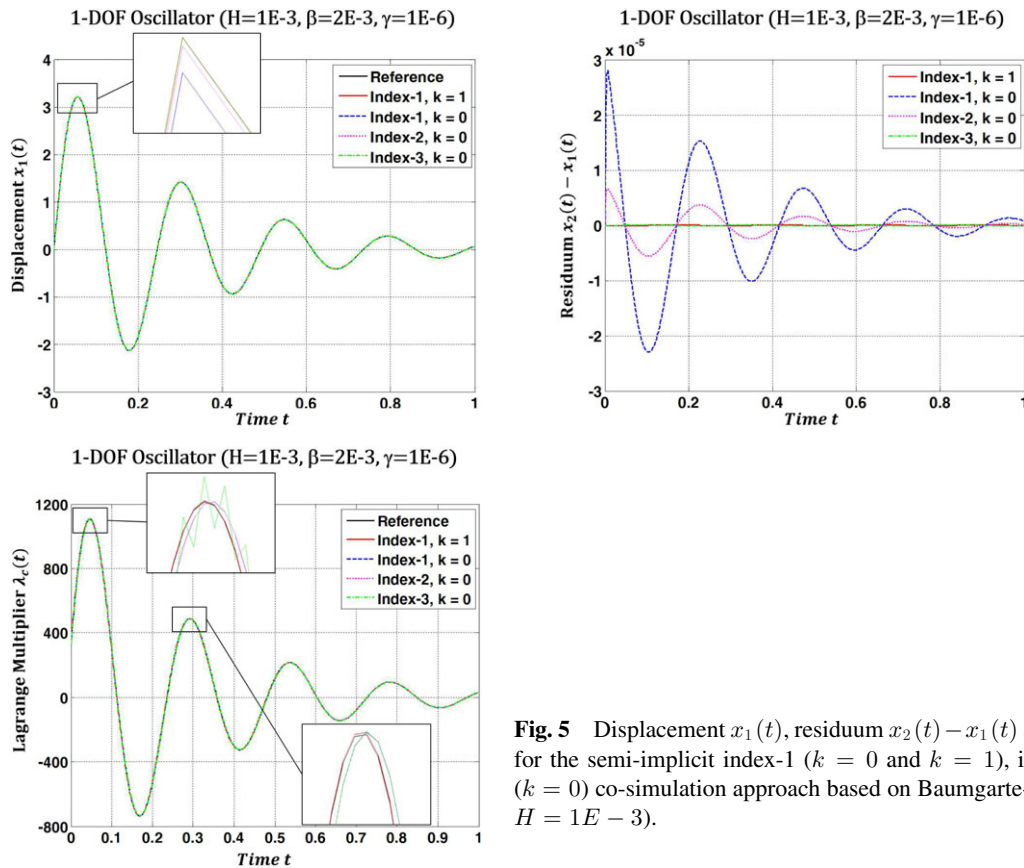 1-DOF Oscillator (H=1E-3, β=2E-3, γ=1E-6)
Displacement x₁(t)
4
3
2
1
0
-1
-2
-3
0 0.2 0.4 0.6 0.8 1
Time t
Reference
Index-1, k = 1
Index-1, k = 0
Index-2, k = 0
Index-3, k = 0
1-DOF Oscillator (H=1E-3, β=2E-3, γ=1E-6)
x 10⁻⁵
Residuum x₂(t) − x₁(t)
3
2
1
0
-1
-2
-3
0 0.2 0.4 0.6 0.8 1
Time t
Index-1, k = 1
Index-1, k = 0
Index-2, k = 0
Index-3, k = 0
1-DOF Oscillator (H=1E-3, β=2E-3, γ=1E-6)
Lagrange Multiplier λ_c(t)
1200
800
400
0
-400
-800
0 0.1 0.2 0.3 0.4 0.5 0.6 0.7 0.8 0.9 1
Time t
Reference
Index-1, k = 1
Index-1, k = 0
Index-2, k = 0
Index-3, k = 0
Fig. 5 Displacement x₁(t), residuum x₂(t)−x₁(t)
for the semi-implicit index-1 (k = 0 and k = 1), i
(k = 0) co-simulation approach based on Baumgarte-
H = 1E − 3).